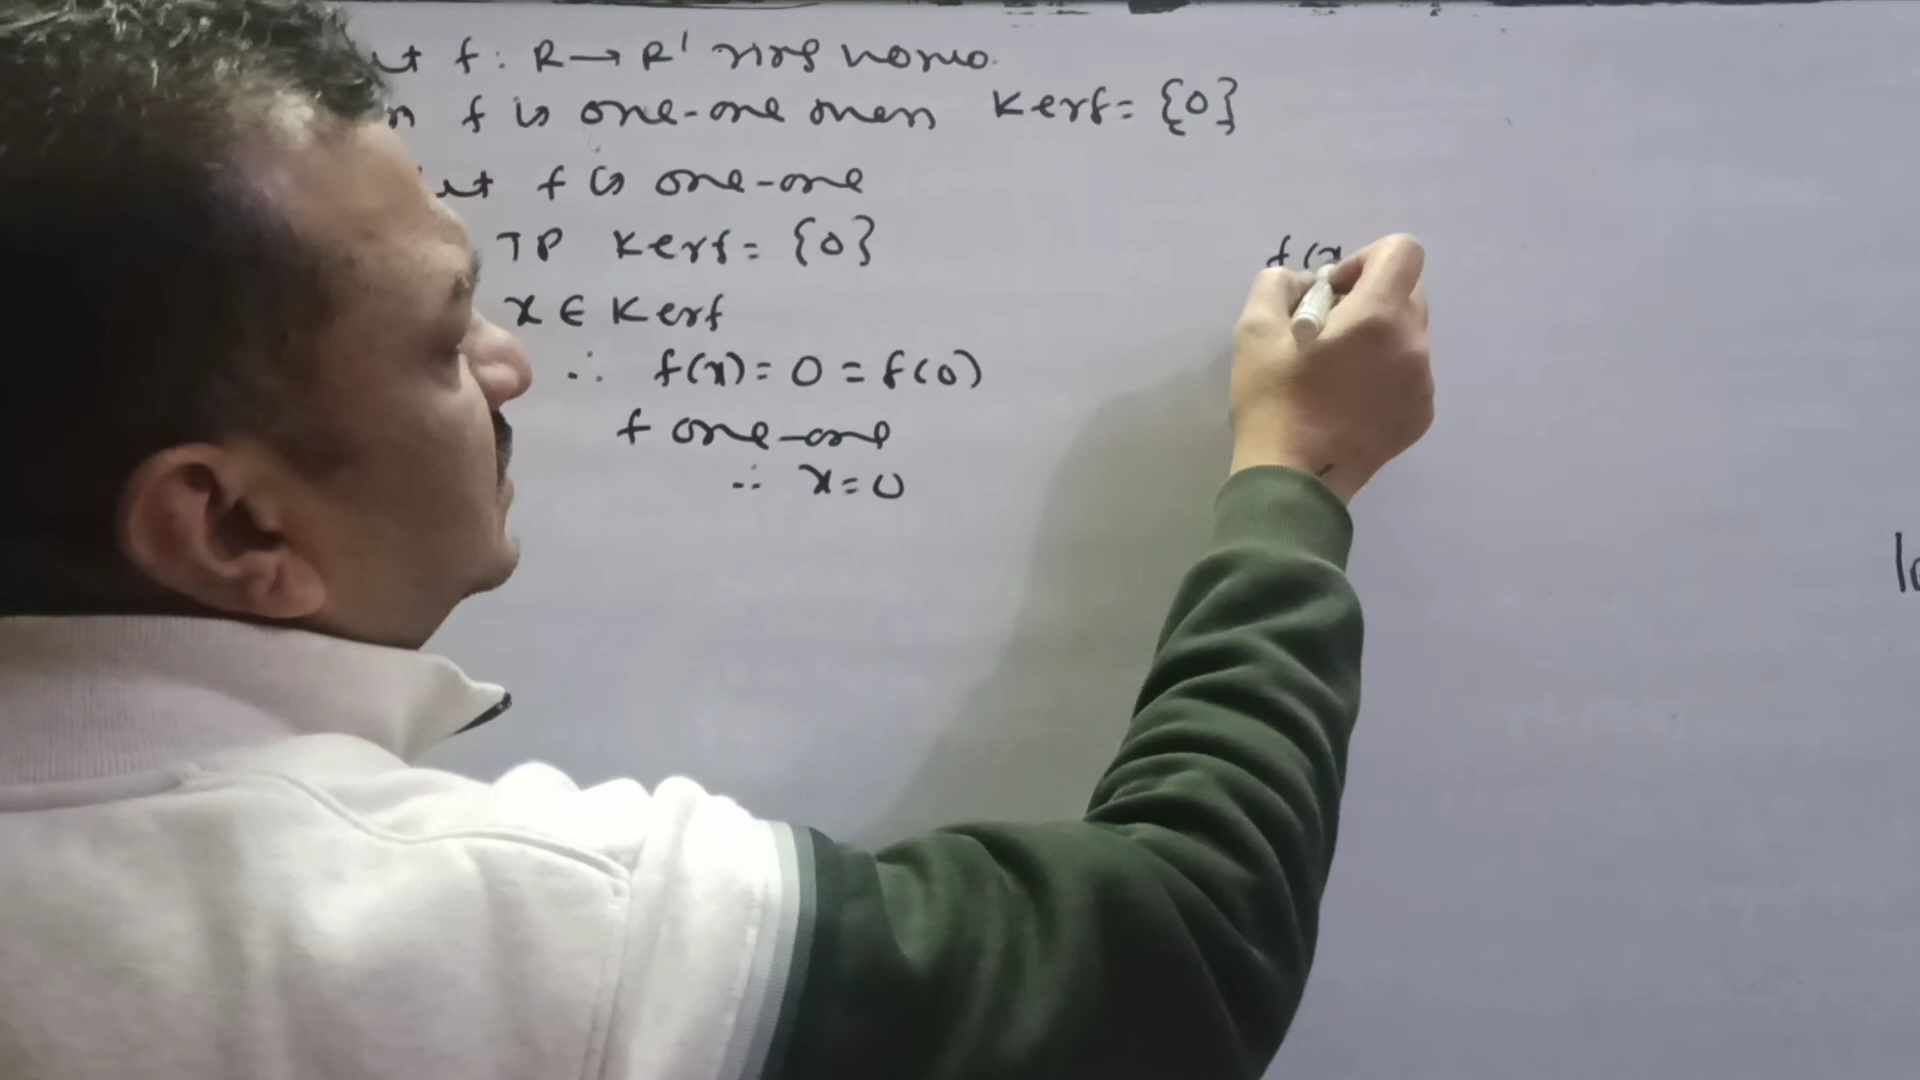 f: R → R' ring homo.
f is one-one then Kerf = {0}
f is one-one
TP Kerf = {0}
x ∈ Kerf
∴ f(x) = 0 = f(0)
f one-one
∴ x = 0
f(x